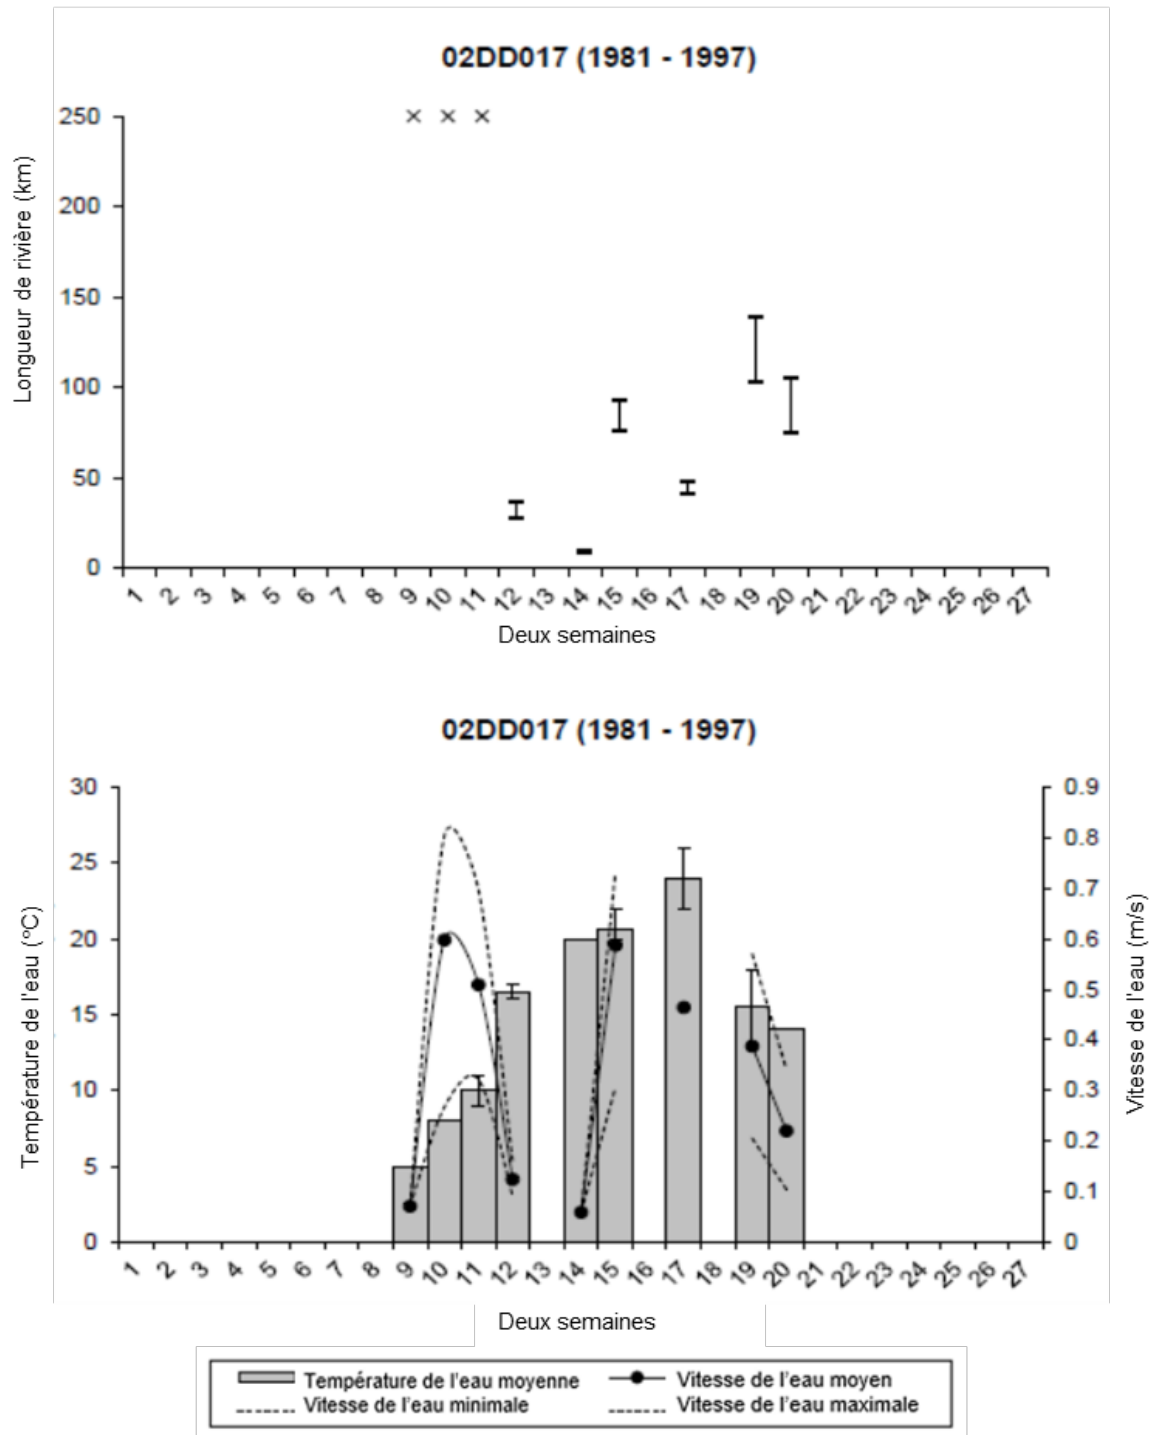 02DD017 (1981 - 1997)
Longueur de rivière (km)
250
200
150
100
50
0
1 2 3 4 5 6 7 8 9 10 11 12 13 14 15 16 17 18 19 20 21 22 23 24 25 26 27
Deux semaines
02DD017 (1981 - 1997)
Température de l'eau (°C)
30
25
20
15
10
5
0
0.9
0.8
0.7
0.6
0.5
0.4
0.3
0.2
0.1
0
Vitesse de l'eau (m/s)
1 2 3 4 5 6 7 8 9 10 11 12 13 14 15 16 17 18 19 20 21 22 23 24 25 26 27
Deux semaines
Température de l'eau moyenne
Vitesse de l'eau moyen
Vitesse de l'eau minimale
Vitesse de l'eau maximale